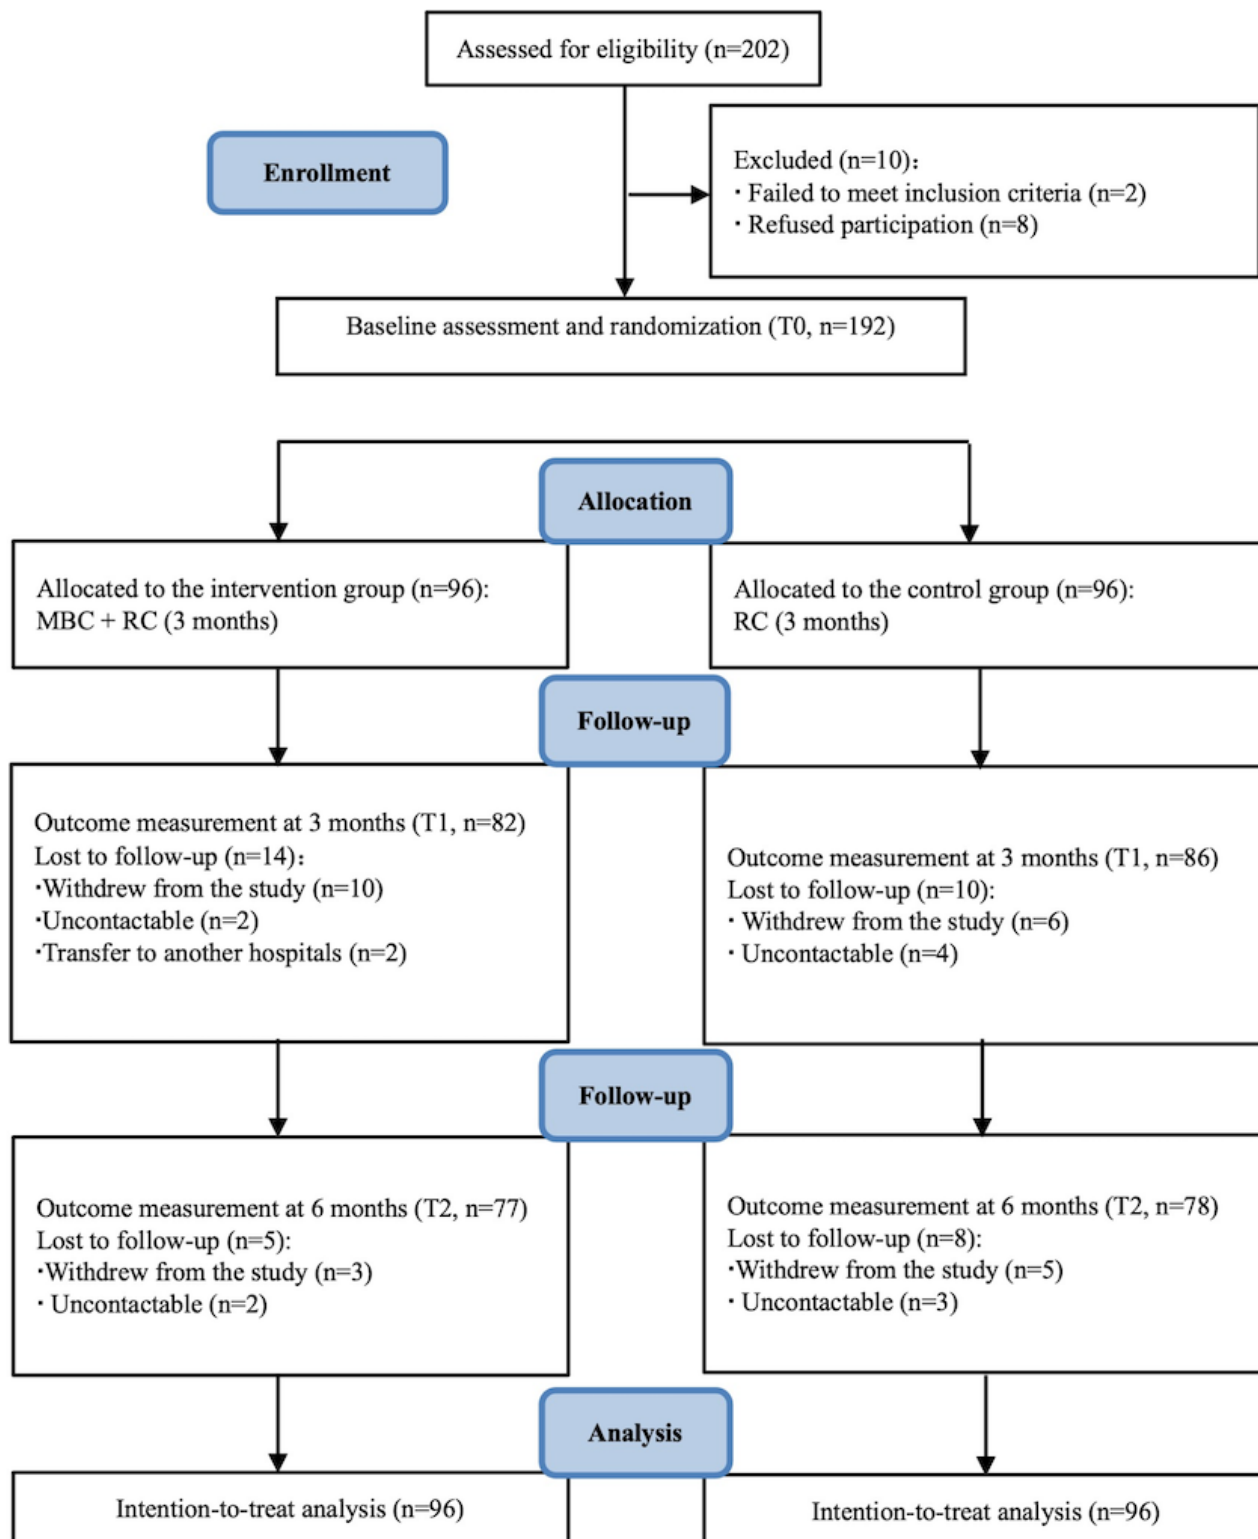 Assessed for eligibility (n=202)
Enrollment
Excluded (n=10):
· Failed to meet inclusion criteria (n=2)
· Refused participation (n=8)
Baseline assessment and randomization (T0, n=192)
Allocation
Allocated to the intervention group (n=96):
MBC + RC (3 months)
Allocated to the control group (n=96):
RC (3 months)
Follow-up
Outcome measurement at 3 months (T1, n=82)
Lost to follow-up (n=14):
·Withdrew from the study (n=10)
·Uncontactable (n=2)
·Transfer to another hospitals (n=2)
Outcome measurement at 3 months (T1, n=86)
Lost to follow-up (n=10):
· Withdrew from the study (n=6)
· Uncontactable (n=4)
Follow-up
Outcome measurement at 6 months (T2, n=77)
Lost to follow-up (n=5):
·Withdrew from the study (n=3)
· Uncontactable (n=2)
Outcome measurement at 6 months (T2, n=78)
Lost to follow-up (n=8):
·Withdrew from the study (n=5)
· Uncontactable (n=3)
Analysis
Intention-to-treat analysis (n=96)
Intention-to-treat analysis (n=96)